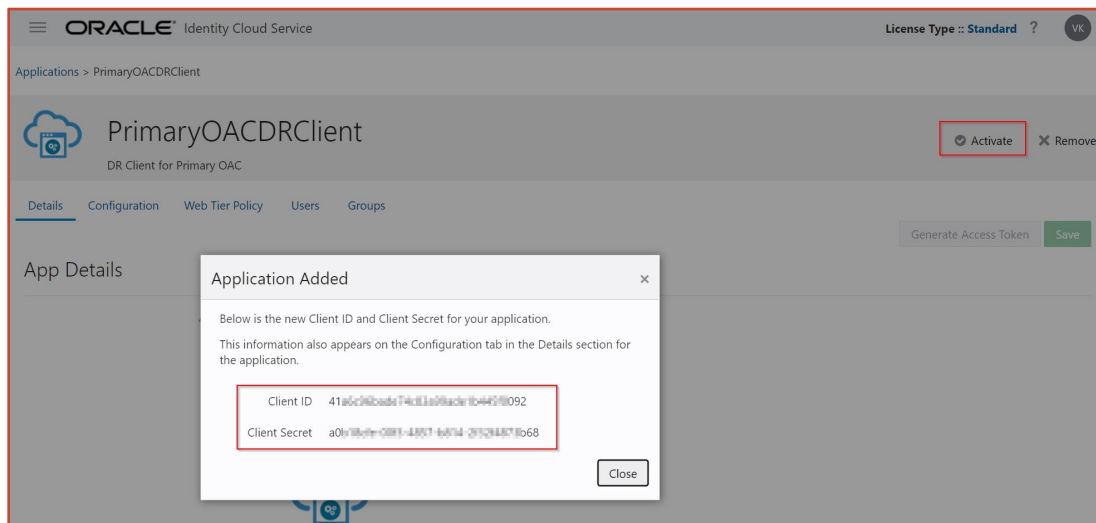 ORACLE® Identity Cloud Service
License Type :: Standard ? VK
Applications > PrimaryOACDRClient
PrimaryOACDRClient
Activate
Remove
DR Client for Primary OAC
Details Configuration Web Tier Policy Users Groups
Generate Access Token Save
App Details
Application Added ×
Below is the new Client ID and Client Secret for your application.
This information also appears on the Configuration tab in the Details section for
the application.
Client ID
Client Secret
Close